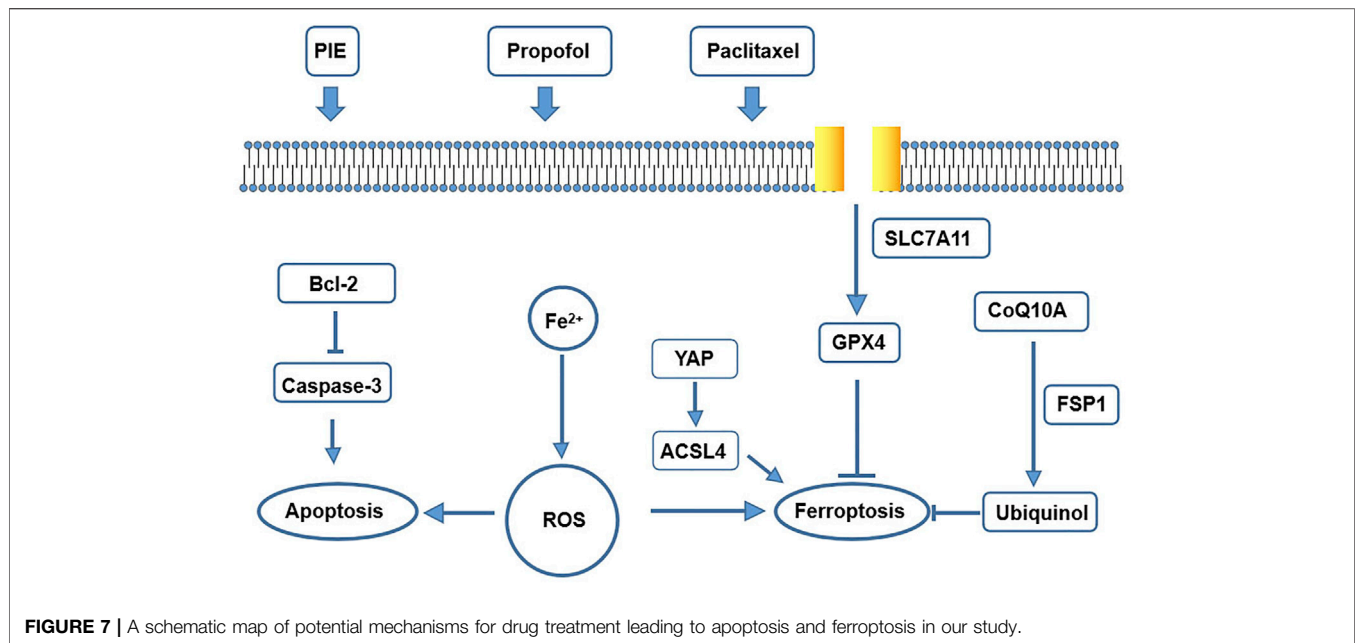 PIE
Propofol
Paclitaxel
SLC7A11
Bcl-2
Fe2+
CoQ10A
YAP
GPX4
Caspase-3
FSP1
ACSL4
Apoptosis
ROS
Ferroptosis
Ubiquinol
FIGURE 7 | A schematic map of potential mechanisms for drug treatment leading to apoptosis and ferroptosis in our study.